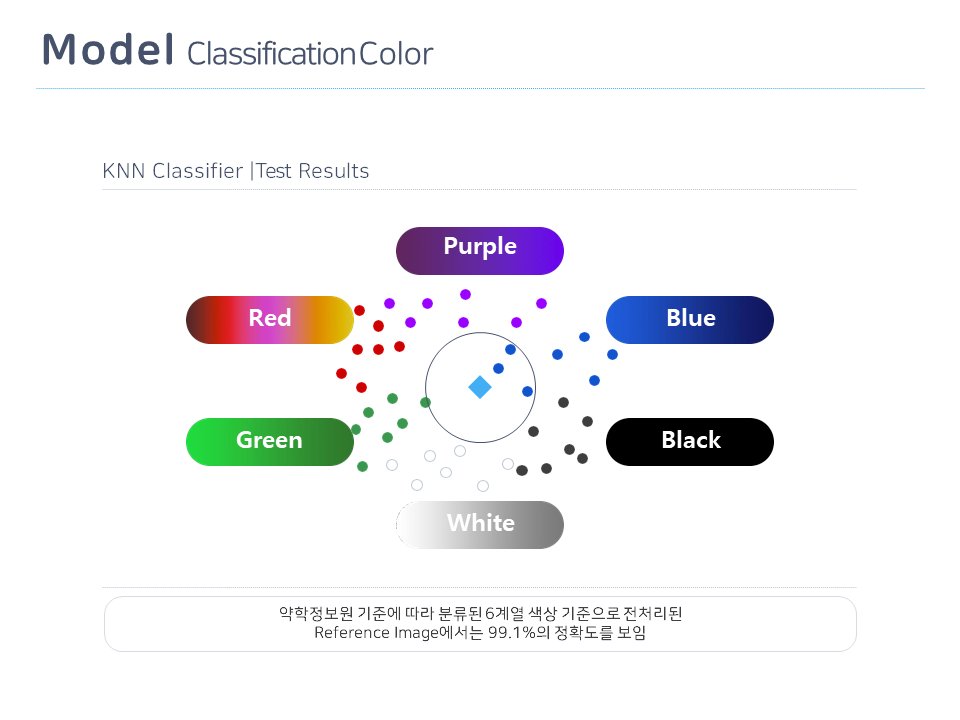 Model Classification Color
KNN Classifier |Test Results
Purple
Red
Blue
Green
Black
White
약학정보원 기준에 따라 분류된 6계열 색상 기준으로 전처리된
Reference Image에서는 99.1%의 정확도를 보임